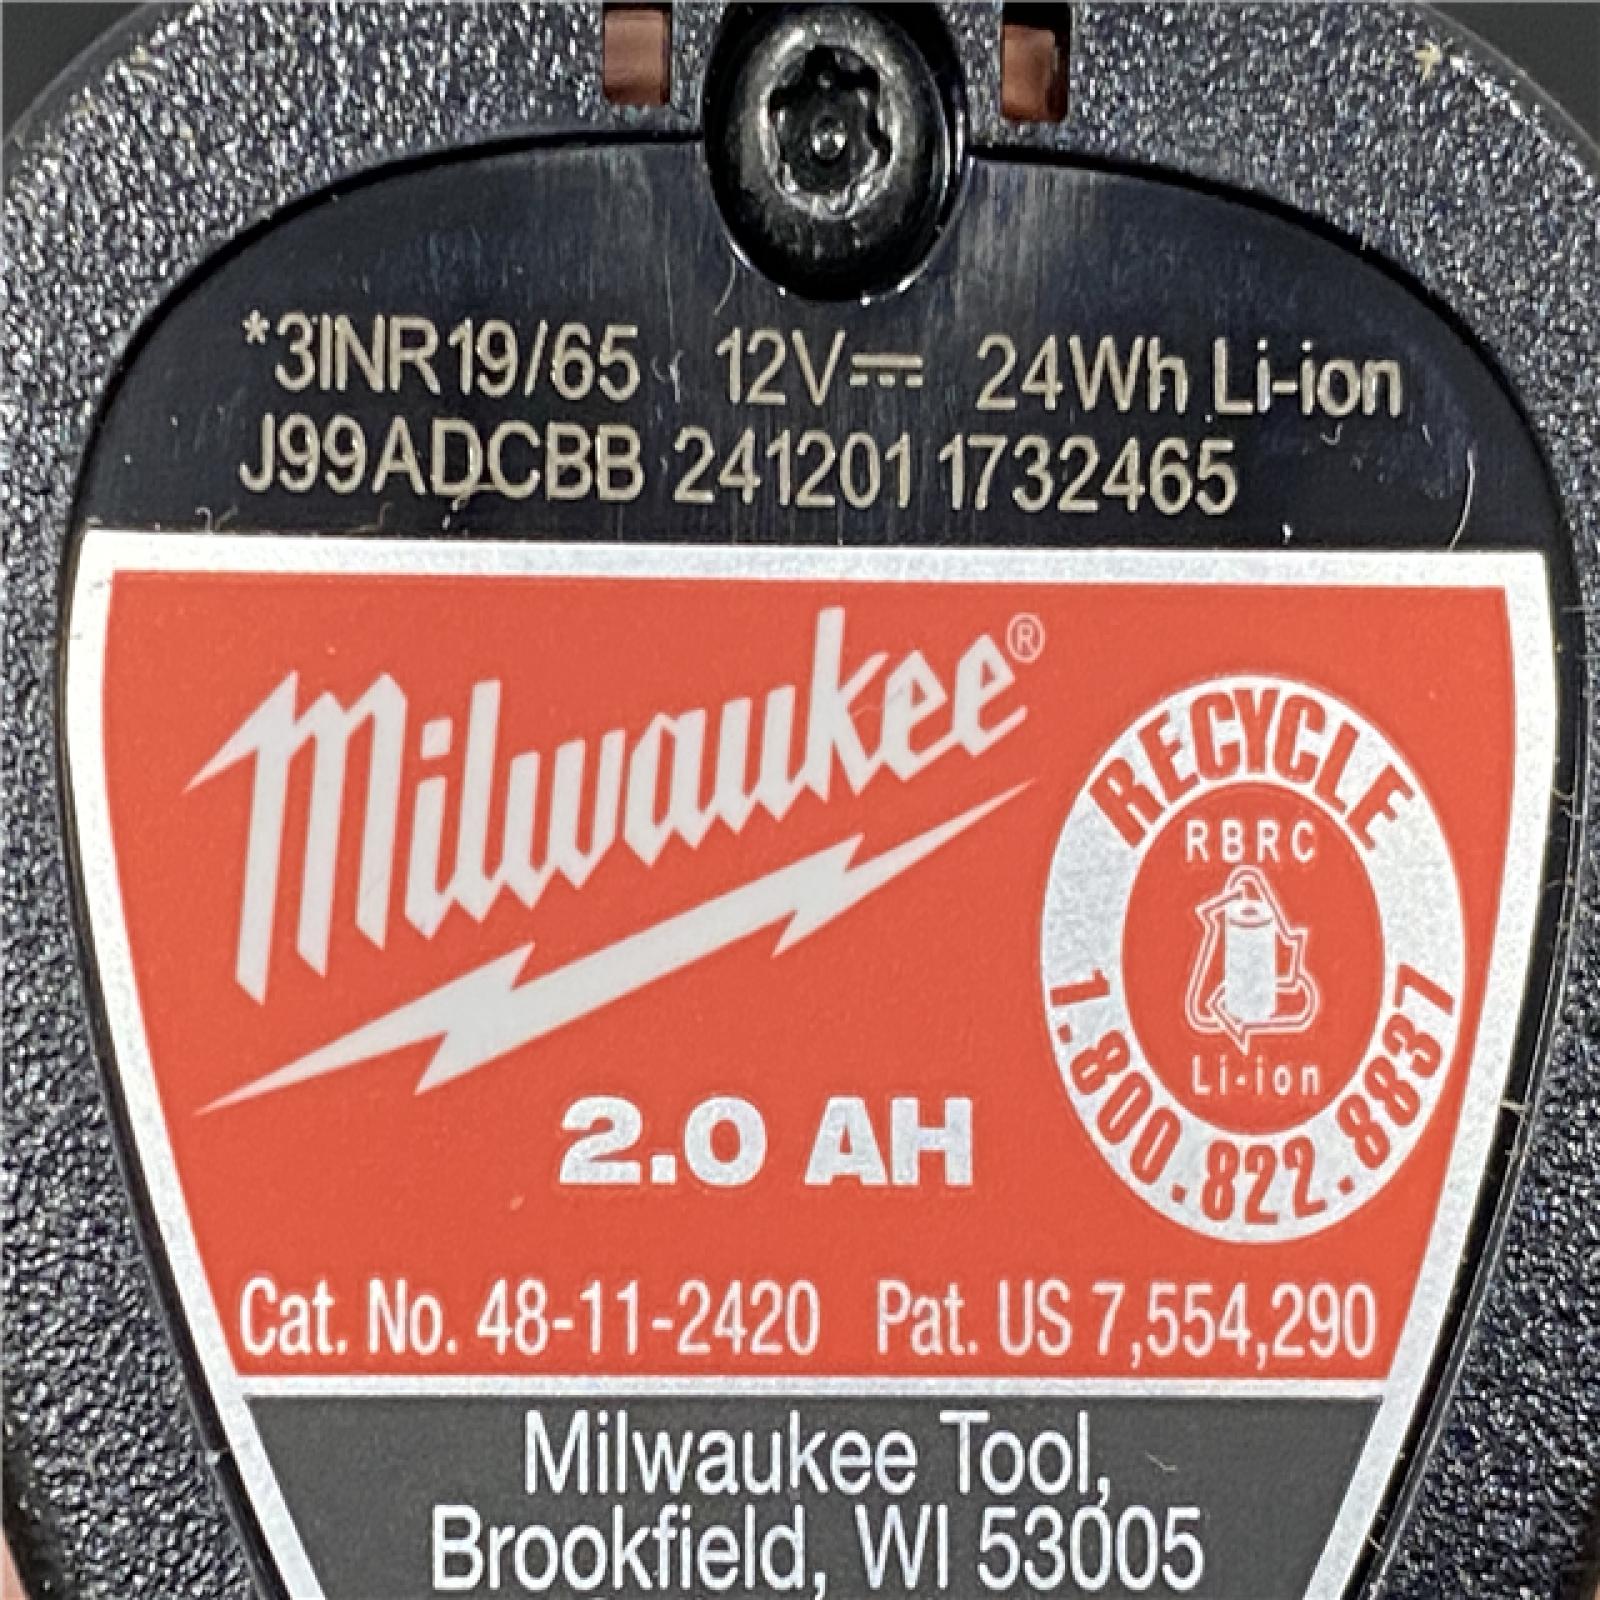 *3INR19/65 12V⎓ 24Wh Li-ion
J99ADCBB 241201 1732465
Milwaukee®
RECYCLE
RBRC
Li-ion
1.800.822.8837
2.0 AH
Cat. No. 48-11-2420 Pat. US 7,554,290
Milwaukee Tool,
Brookfield, WI 53005